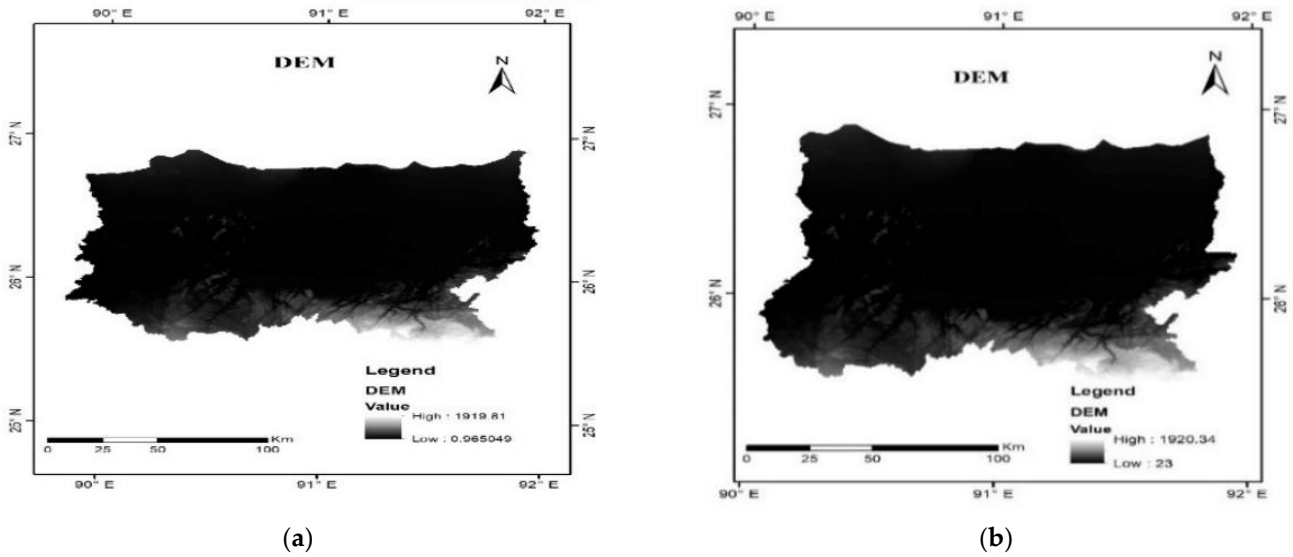 90° E 91° E 92° E
DEM
N
27° N 27° N
26° N 26° N
25° N 25° N
Legend
DEM
Value
High : 1919.81
Low : 0.965049
Km
0 25 50 100
90° E 91° E 92° E
(a)
90° E 91° E 92° E
DEM
N
27° N 27° N
26° N 26° N
Legend
DEM
Value
High : 1920.34
Low : 23
Km
0 25 50 100
90° E 91° E 92° E
(b)